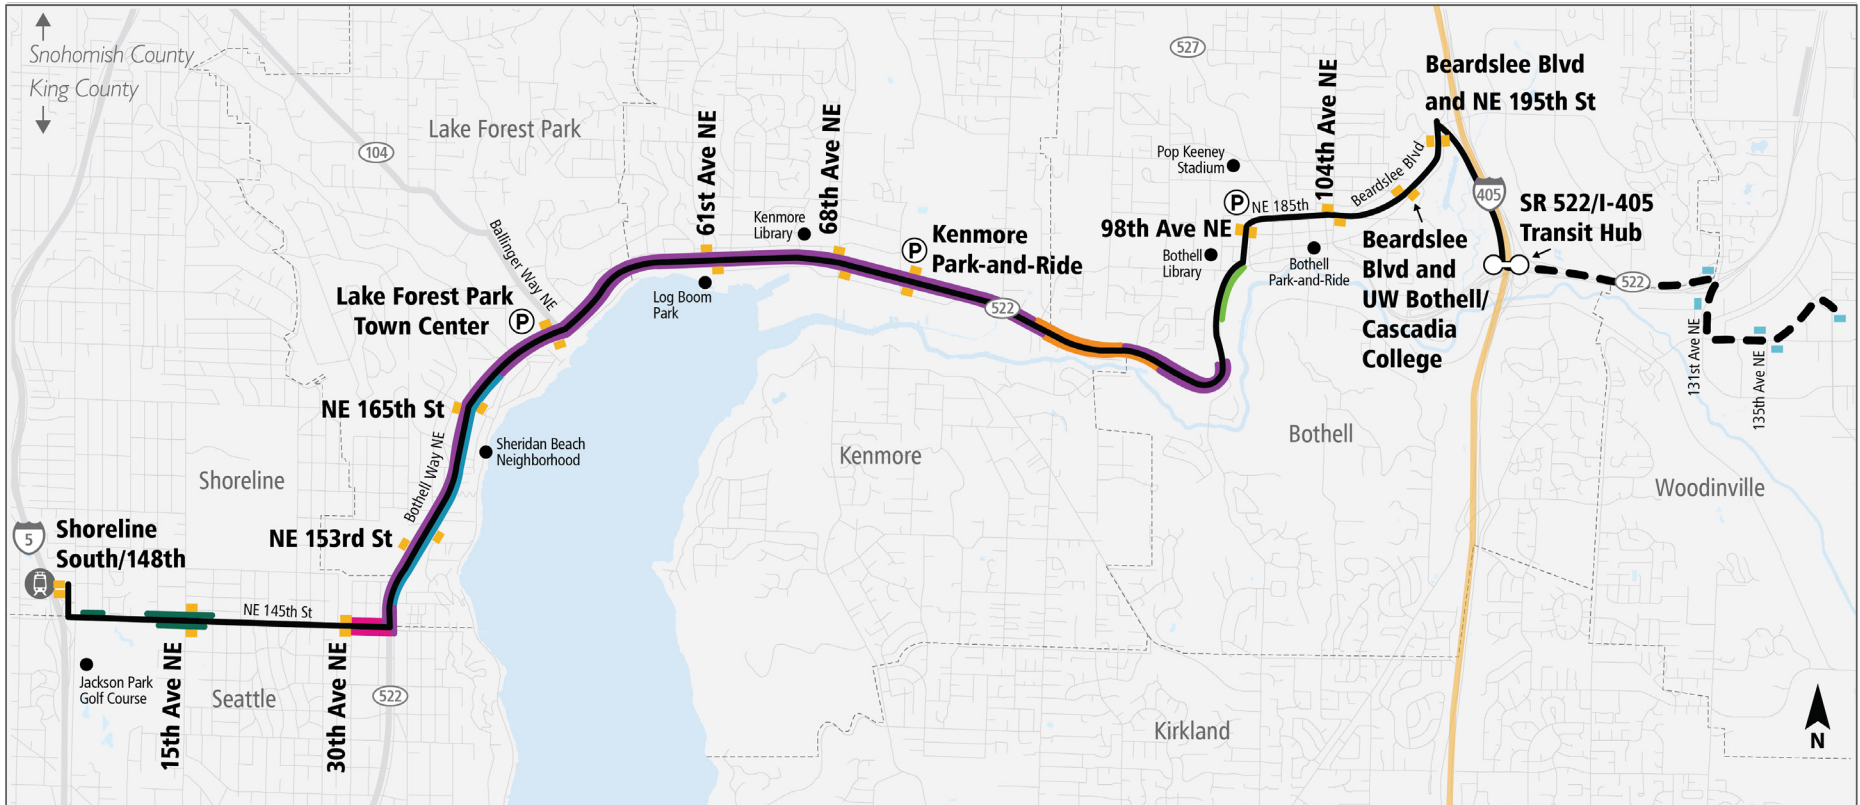 Snohomish County
King County
527
Beardslee Blvd
and NE 195th St
Lake Forest Park
104
61st Ave NE
68th Ave NE
104th Ave NE
Pop Keeney
Stadium
Beardslee Blvd
405
P
NE 185th
SR 522/I-405
Transit Hub
Kenmore
Library
98th Ave NE
Ballinger Way NE
P
Kenmore
Park-and-Ride
Bothell
Library
Bothell
Park-and-Ride
Beardslee
Blvd and
UW Bothell/
Cascadia
College
522
Lake Forest Park
Town Center
P
Log Boom
Park
522
131st Ave NE
135th Ave NE
NE 165th St
Bothell Way NE
Sheridan Beach
Neighborhood
Kenmore
Bothell
Shoreline
Woodinville
5
Shoreline
South/148th
NE 153rd St
NE 145th St
Jackson Park
Golf Course
15th Ave NE
Seattle
30th Ave NE
522
Kirkland
N